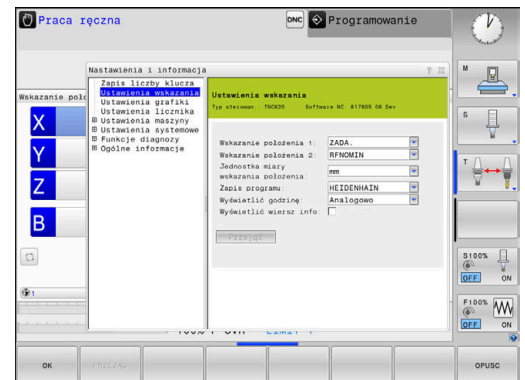 Praca ręczna
DNC
Programowanie
Nastawienia i informacja
Wskazanie poło
X
Y
Z
B
1
Zapis liczby klucza
Ustawienia wskazania
Ustawienia grafiki
Ustawienia licznika
Ustawienia maszyny
Ustawienia systemowe
Funkcje diagnozy
Ogólne informacje
Ustawienia wskazania
Typ sterowan.: TNC620 Software NC: 817605 08 Dev
Wskazanie położenia 1: ZADA.
Wskazanie położenia 2: RFNOMIN
Jednostka miary
wskazania położenia: mm
Zapis programu: HEIDENHAIN
Wyświetlić godzinę: Analogowo
Wyświetlić wiersz info:
Przejąć
M
S
T
S100%
OFF ON
F100%
OFF ON
OK
PRZEJĄĆ
OPUSC